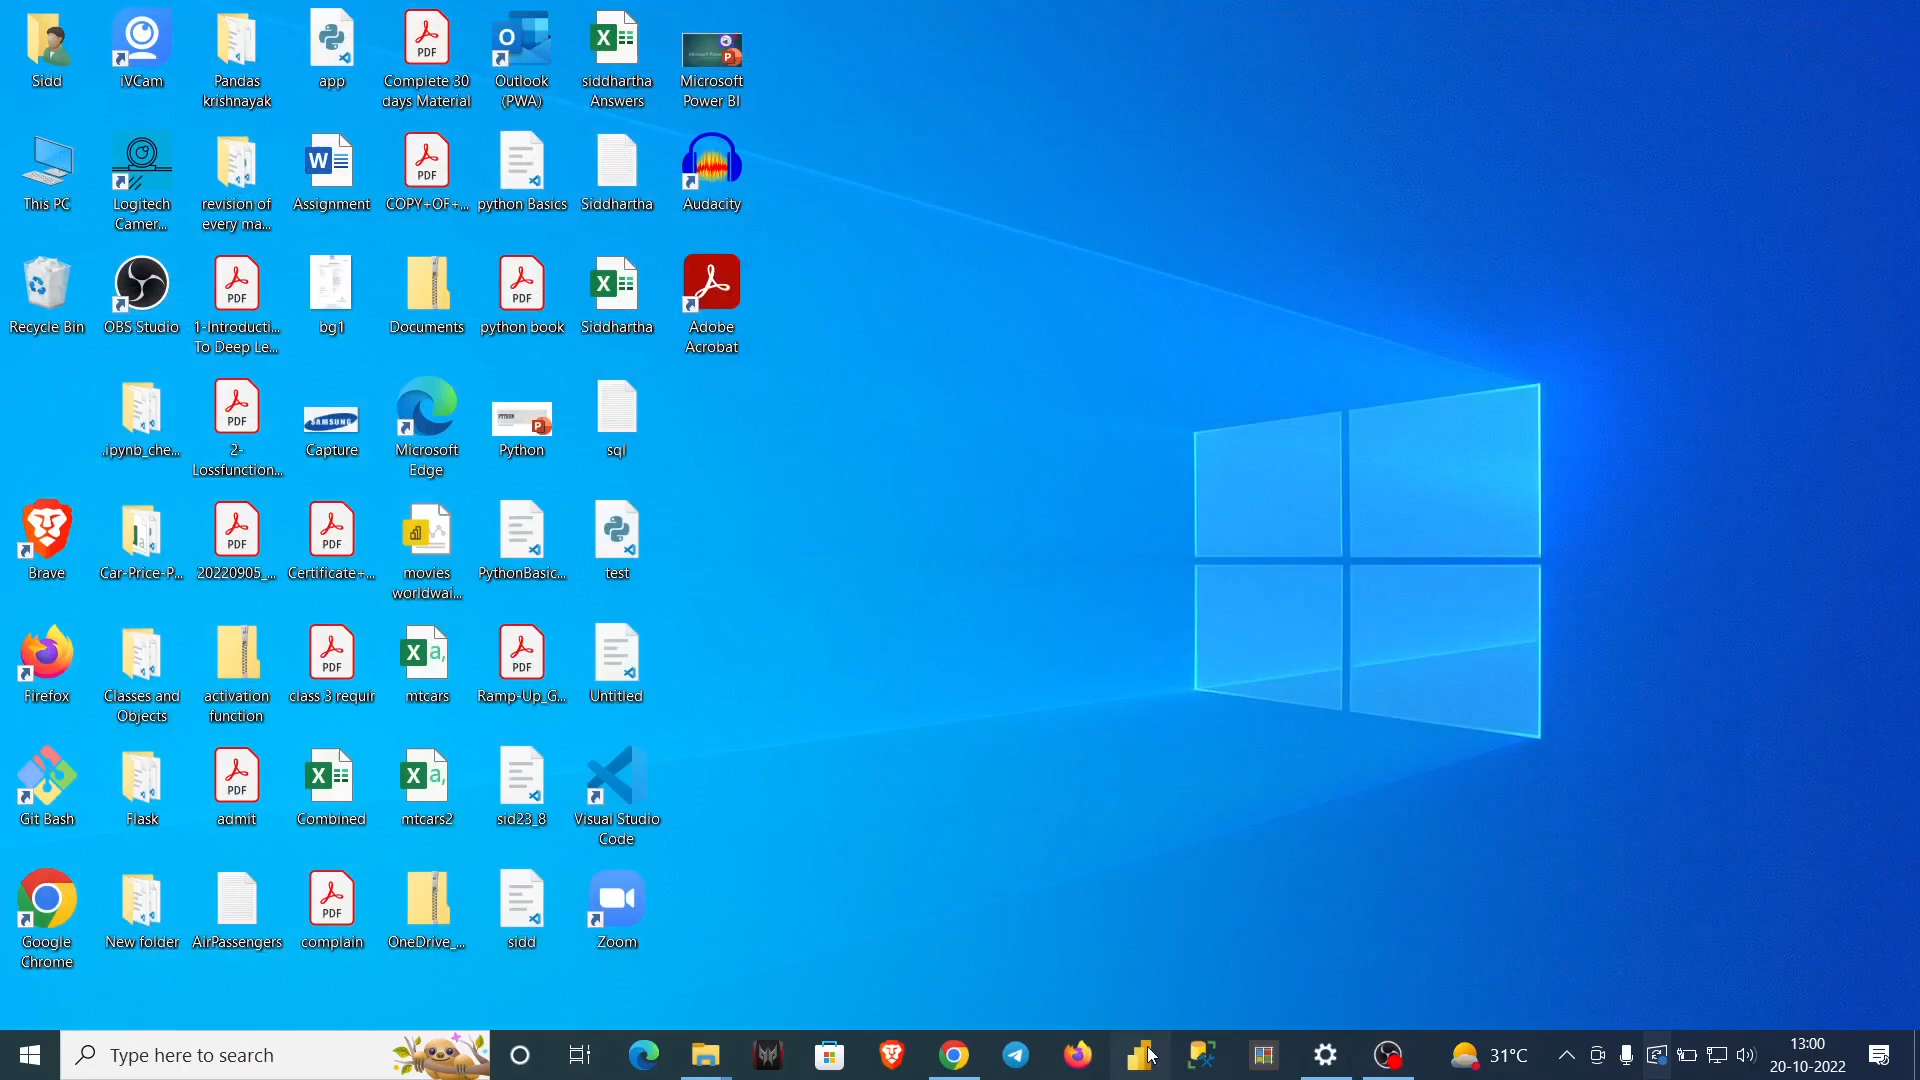 Sidd
iVCam
Pandas
krishnayak
app
Complete 30
days Material
Outlook
(PWA)
siddhartha
Answers
Microsoft
Power BI
This PC
Logitech
Camer...
revision of
every ma...
Assignment
COPY+OF+...
python Basics
Siddhartha
Audacity
Recycle Bin
OBS Studio
1-Introducti...
To Deep Le...
bg1
Documents
python book
Siddhartha
Adobe
Acrobat
.ipynb_che...
2-
Lossfunction...
Capture
Microsoft
Edge
Python
sql
Brave
Car-Price-P...
20220905_...
Certificate+...
movies
worldwai...
PythonBasic...
test
Firefox
Classes and
Objects
activation
function
class 3 requir
mtcars
Ramp-Up_G...
Untitled
Git Bash
Flask
admit
Combined
mtcars2
sid23_8
Visual Studio
Code
Google
Chrome
New folder
AirPassengers
complain
OneDrive_...
sidd
Zoom
PDF
PDF
PDF
PDF
PDF
PDF
PDF
PDF
PDF
PDF
PDF
SAMSUNG
PYTHON
Type here to search
31°C
13:00
20-10-2022